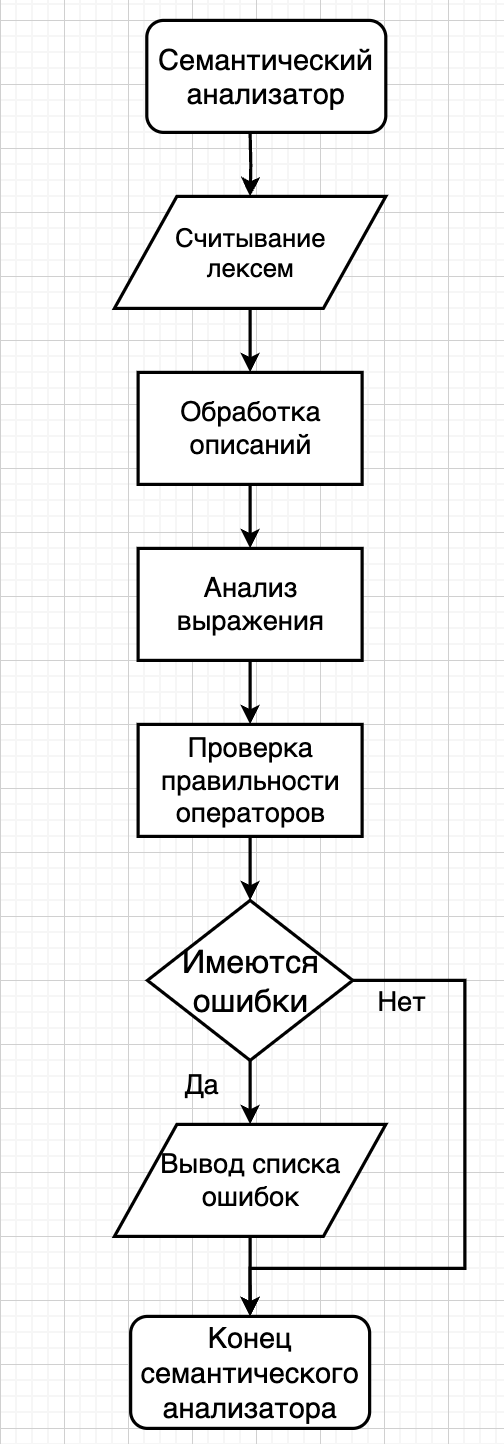 Семантический
анализатор
Считывание
лексем
Обработка
описаний
Анализ
выражения
Проверка
правильности
операторов
Имеются
ошибки
Нет
Да
Вывод списка
ошибок
Конец
семантического
анализатора